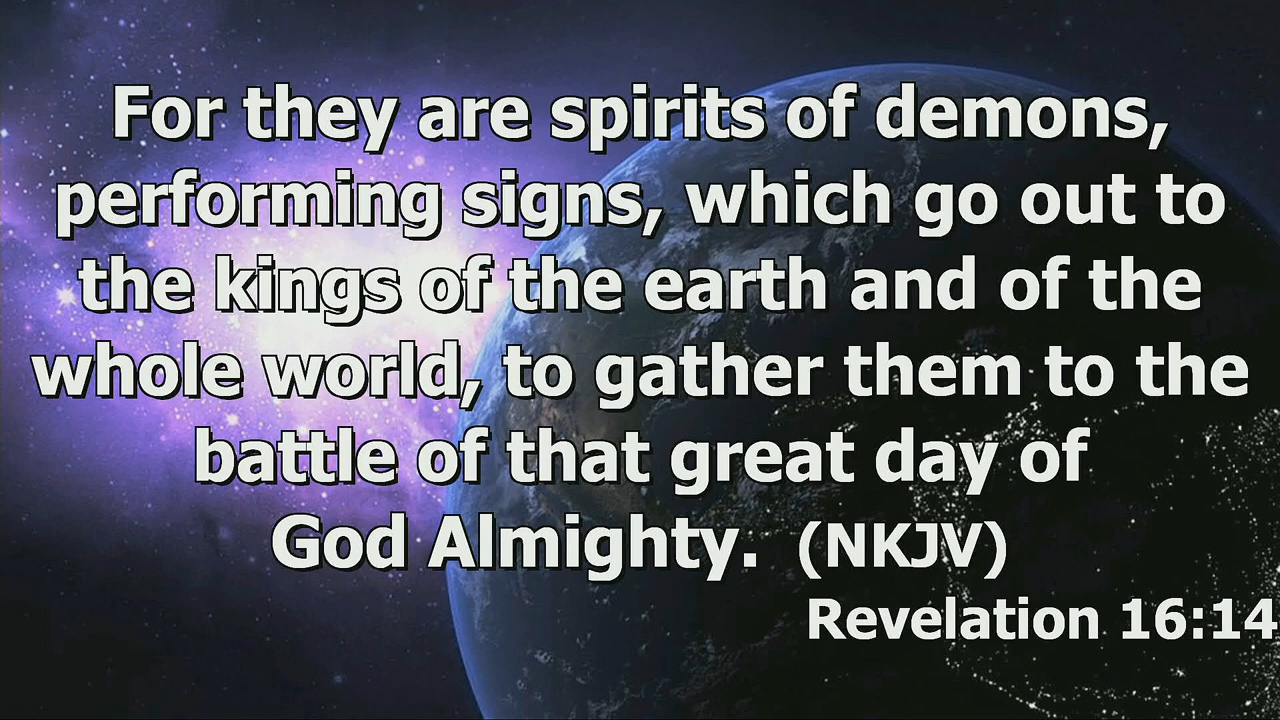 For they are spirits of demons,
performing signs, which go out to
the kings of the earth and of the
whole world, to gather them to the
battle of that great day of
God Almighty. (NKJV)
Revelation 16:14